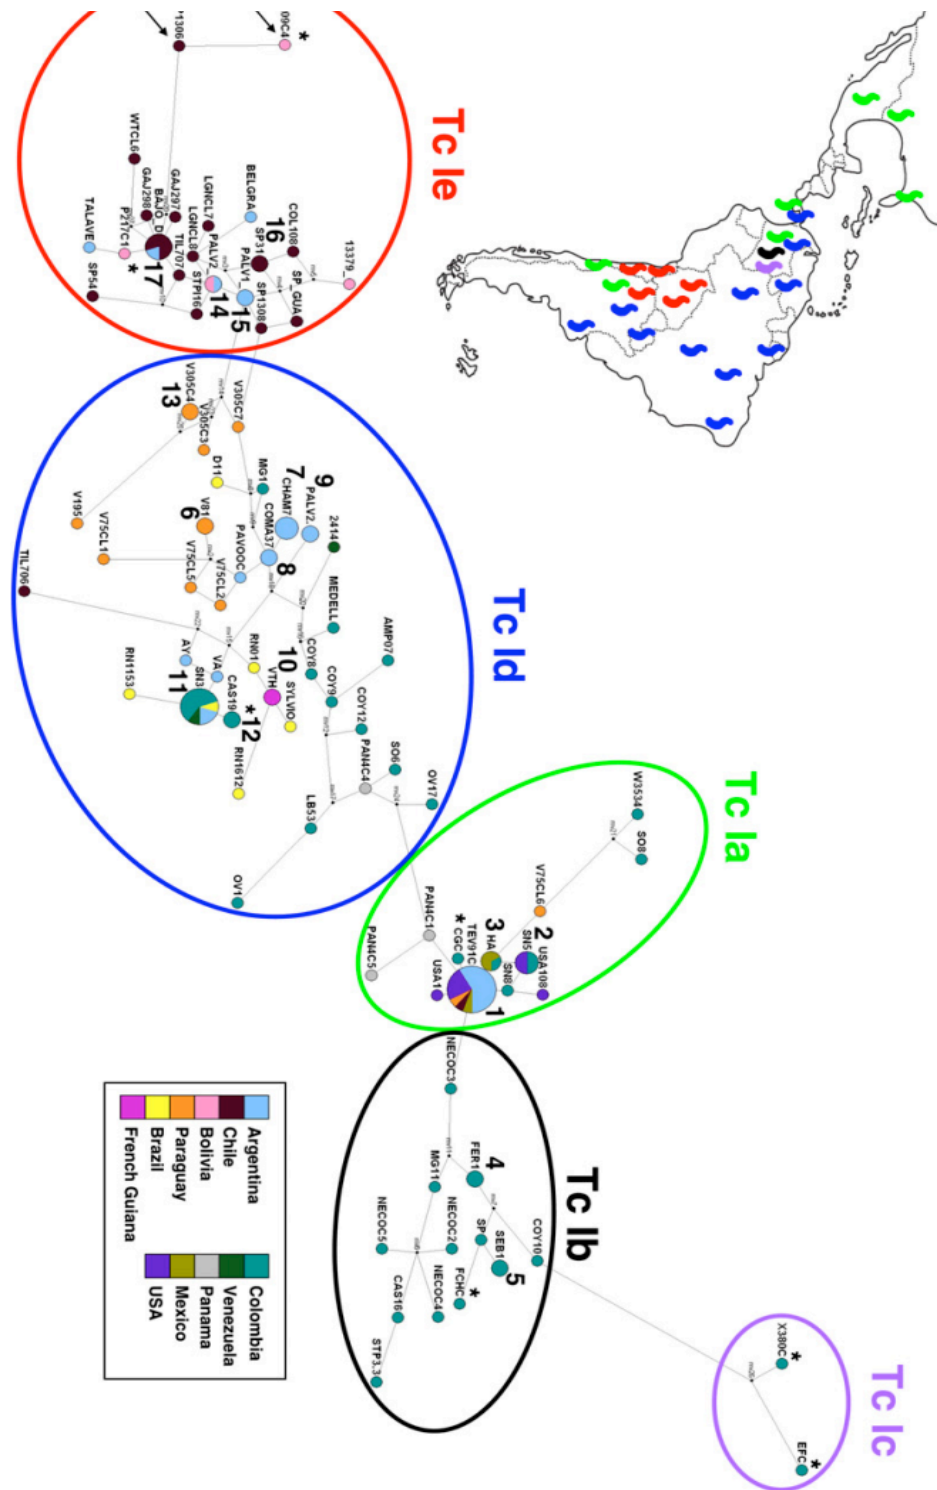 Tc Ie
Tc Id
Tc Ia
Tc Ib
Tc Ic
09C4
*
1306
WTCL6
GAJ298
BAJO_D
GAJ297
TIL707
P217C1
*
17
TALAVE
SP54
LGNCL7
LGNCL8
STPI16
BELGRA
PALV2_
14
PALV1_
15
16
SP31
COL108
SP_GUA
SP1308
13379_
V305C4
13
V305C3
V305C7
D11
MG10
V195
V75CL1
V81
6
V75CL5
V75CL2
PAVOOC
COMA37
8
CHAM7
7
PALV2.
9
2414
MEDELL
TIL706
AY
VA
RN1153
SN3
11
CAS19
*12
RN01
VTH
10
SYLVIO
RN1612
COY8
COY9
COY12
AMP07
PAN4C4
SO6
OV17
LB53
OV1
W3534
SO8
V75CL6
PAN4C1
PAN4C5
* CGC
TEV91C
3
HA
2
SN5
USA108
SN8
USA1
1
NECOC3
4
FER1
MG11
SP
SEB1
5
COY10
FCHC
*
NECOC2
NECOC5
NECOC4
CAS16
STP3.3
X380C
*
EFC
*
Argentina
Chile
Bolivia
Paraguay
Brazil
French Guiana
Colombia
Venezuela
Panama
Mexico
USA